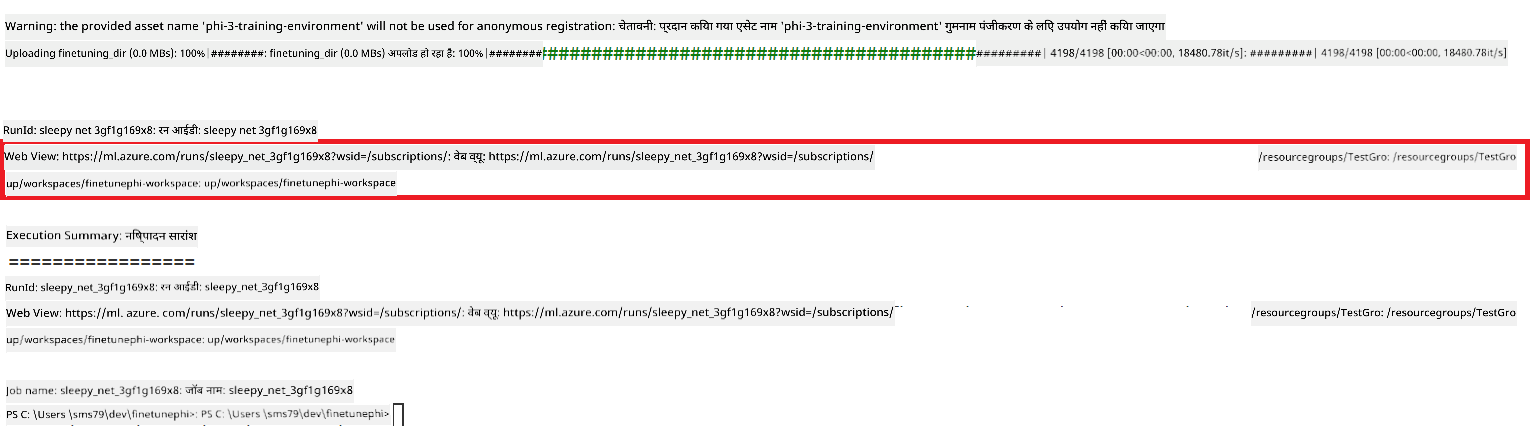 Warning: the provided asset name 'phi-3-training-environment' will not be used for anonymous registration: चेतावनी: प्रदान किया गया एसेट नाम 'phi-3-training-environment' गुमनाम पंजीकरण के लिए उपयोग नहीं किया जाएगा
Uploading finetuning_dir (0.0 MBs): 100%|########: finetuning_dir (0.0 MBs) अपलोड हो रहा है: 100%|#################################################| 4198/4198 [00:00<00:00, 18480.78it/s]: #########| 4198/4198 [00:00<00:00, 18480.78it/s]
RunId: sleepy net 3gf1g169x8: रन आईडी: sleepy net 3gf1g169x8
Web View: https://ml.azure.com/runs/sleepy_net_3gf1g169x8?wsid=/subscriptions/: वेब व्यू: https://ml.azure.com/runs/sleepy_net_3gf1g169x8?wsid=/subscriptions/ /resourcegroups/TestGro: /resourcegroups/TestGro
up/workspaces/finetunephi-workspace: up/workspaces/finetunephi-workspace
Execution Summary: निष्पादन सारांश
=================
RunId: sleepy_net_3gf1g169x8: रन आईडी: sleepy_net_3gf1g169x8
Web View: https://ml. azure. com/runs/sleepy_net_3gf1g169x8?wsid=/subscriptions/: वेब व्यू: https://ml.azure.com/runs/sleepy_net_3gf1g169x8?wsid=/subscriptions/ /resourcegroups/TestGro: /resourcegroups/TestGro
up/workspaces/finetunephi-workspace: up/workspaces/finetunephi-workspace
Job name: sleepy_net_3gf1g169x8: जॉब नाम: sleepy_net_3gf1g169x8
PS C: \Users \sms79\dev\finetunephi>: PS C: \Users \sms79\dev\finetunephi>